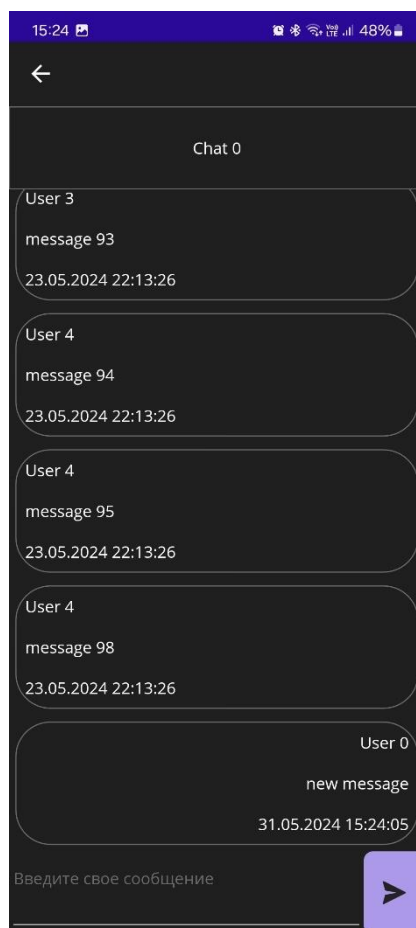 15:24 Vo)) LTE 48%
Chat 0
User 3
message 93
23.05.2024 22:13:26
User 4
message 94
23.05.2024 22:13:26
User 4
message 95
23.05.2024 22:13:26
User 4
message 98
23.05.2024 22:13:26
User 0
new message
31.05.2024 15:24:05
Введите свое сообщение